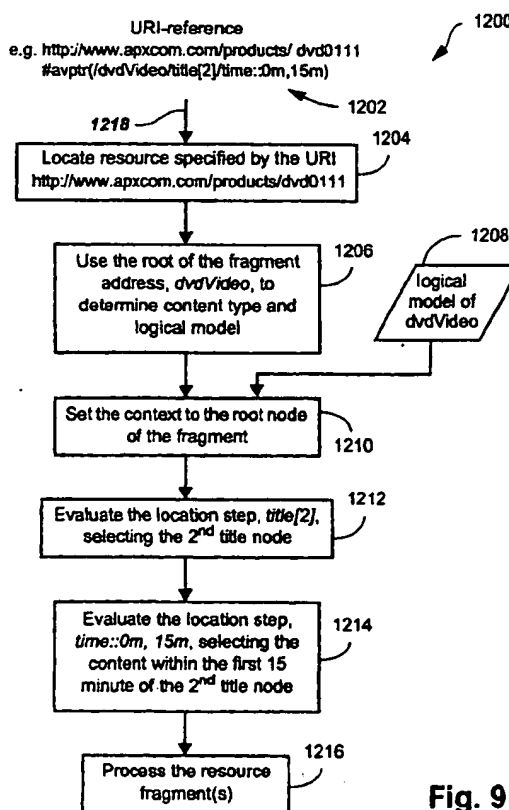 URI-reference
1200
e.g. http://www.apxcom.com/products/ dvd0111
#avptr(/dvdVideo/title[2]/time::0m,15m)
1202
1218
1204
Locate resource specified by the URI
http://www.apxcom.com/products/dvd0111
1206
Use the root of the fragment
address, dvdVideo, to
determine content type and
logical model
1208
logical
model of
dvdVideo
Set the context to the root node
of the fragment
1210
1212
Evaluate the location step, title[2],
selecting the 2nd title node
1214
Evaluate the location step,
time::0m, 15m, selecting the
content within the first 15
minute of the 2nd title node
1216
Process the resource
fragment(s)
Fig. 9